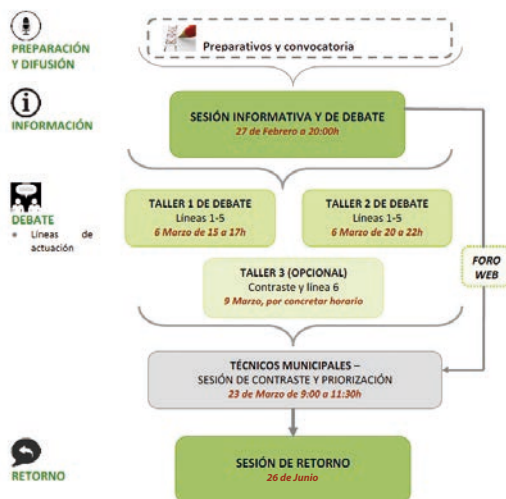 PREPARACIÓN
Y DIFUSIÓN
Preparativos y convocatoria
INFORMACIÓN
SESIÓN INFORMATIVA Y DE DEBATE
27 de Febrero a 20:00h
DEBATE
• Líneas de
actuación
TALLER 1 DE DEBATE
Líneas 1-5
6 Marzo de 15 a 17h
TALLER 2 DE DEBATE
Líneas 1-5
6 Marzo de 20 a 22h
FORO
WEB
TALLER 3 (OPCIONAL)
Contraste y línea 6
9 Marzo, por concretar horario
TÉCNICOS MUNICIPALES –
SESIÓN DE CONTRASTE Y PRIORIZACIÓN
23 de Marzo de 9:00 a 11:30h
RETORNO
SESIÓN DE RETORNO
26 de Junio